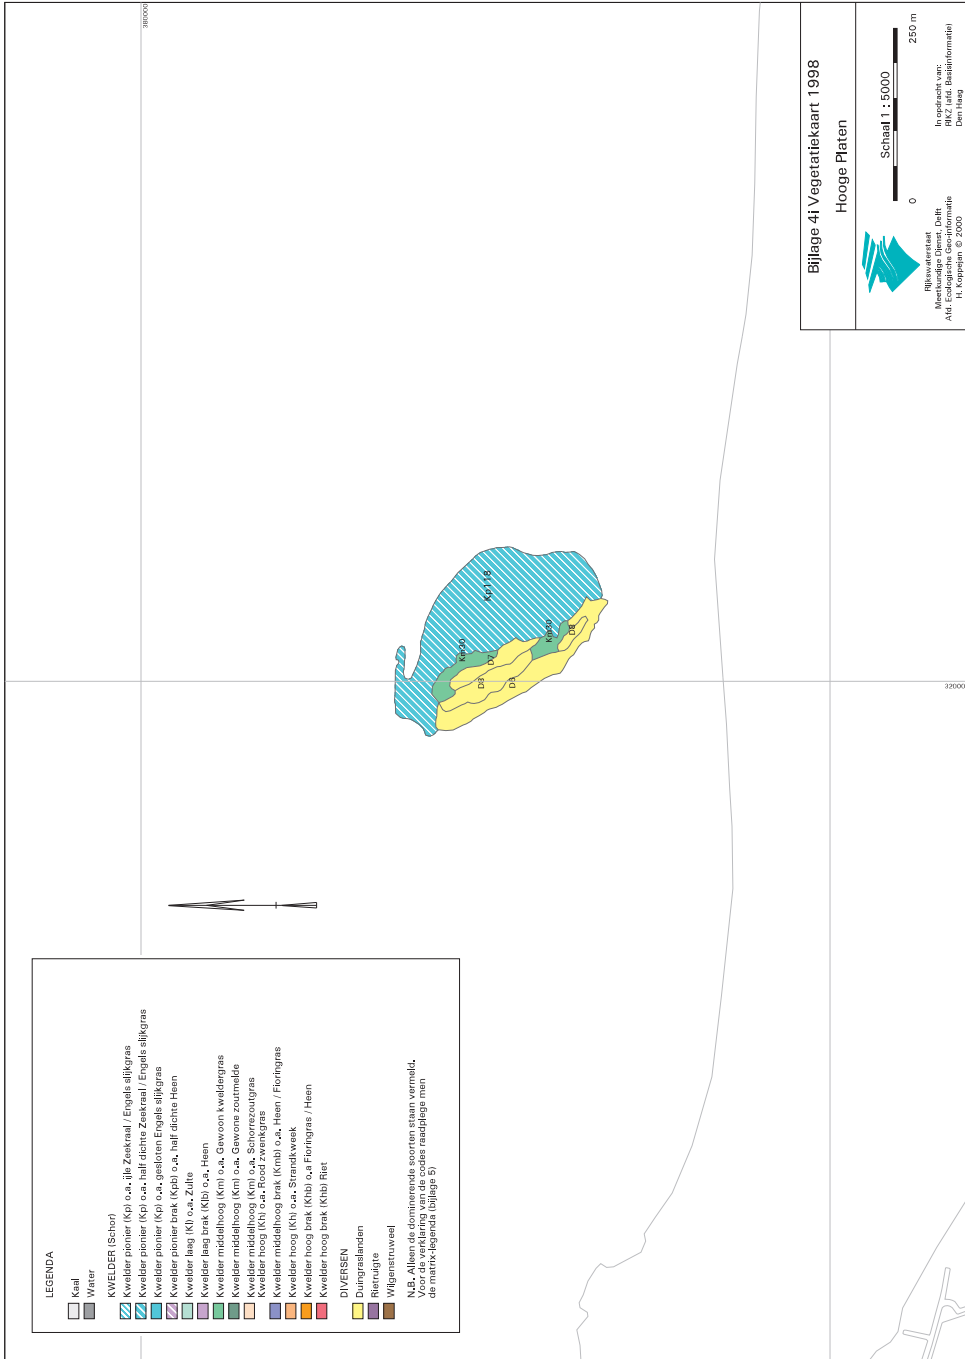 LEGENDA
Kaal
Water
KWELDER (Schor)
Kwelder pionier (Kp) o.a. ijle Zeekraal / Engels slijkgras
Kwelder pionier (Kp) o.a. half dichte Zeekraal / Engels slijkgras
Kwelder pionier (Kp) o.a. gesloten Engels slijkgras
Kwelder pionier brak (Kpb) o.a. half dichte Heen
Kwelder laag (Kl) o.a. Zulte
Kwelder laag brak (Klb) o.a. Heen
Kwelder middelhoog (Km) o.a. Gewoon kweldergras
Kwelder middelhoog (Km) o.a. Gewone zoutmelde
Kwelder middelhoog (Km) o.a. Schorrezoutgras
Kwelder hoog (Kh) o.a. Rood zwenkgras
Kwelder middelhoog brak (Kmb) o.a. Heen / Fioringras
Kwelder hoog (Kh) o.a. Strandkweek
Kwelder hoog brak (Khb) o.a Fioringras / Heen
Kwelder hoog brak (Khb) Riet
DIVERSEN
Duingraslanden
Rietruigte
Wilgenstruweel
N.B. Alleen de dominerende soorten staan vermeld.
Voor de verklaring van de codes raadplege men
de matrix-legenda (bijlage 5)
380000
32000
Kp118
Km30
D7
D8
D6
Km30
D8
Bijlage 4i Vegetatiekaart 1998
Hooge Platen
Schaal 1 : 5000
0
250 m
Rijkswaterstaat
Meetkundige Dienst, Delft
Afd. Ecologische Geo-informatie
H. Koppejan © 2000
In opdracht van:
RIKZ (afd. Basisinformatie)
Den Haag